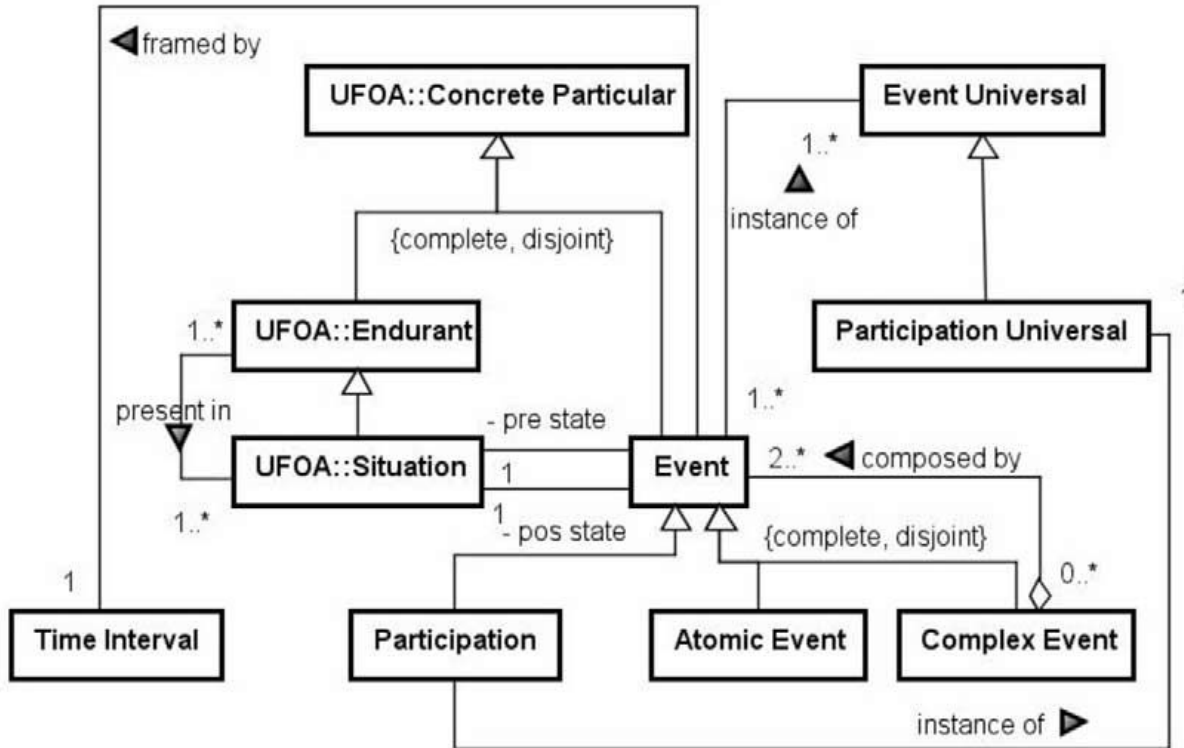 framed by
UFOA::Concrete Particular
Event Universal
1..*
{complete, disjoint}
instance of
1..*
UFOA::Endurant
Participation Universal
present in
- pre state
1..*
UFOA::Situation
1
Event
2..*
composed by
1..*
1
- pos state
{complete, disjoint}
1
0..*
Time Interval
Participation
Atomic Event
Complex Event
instance of